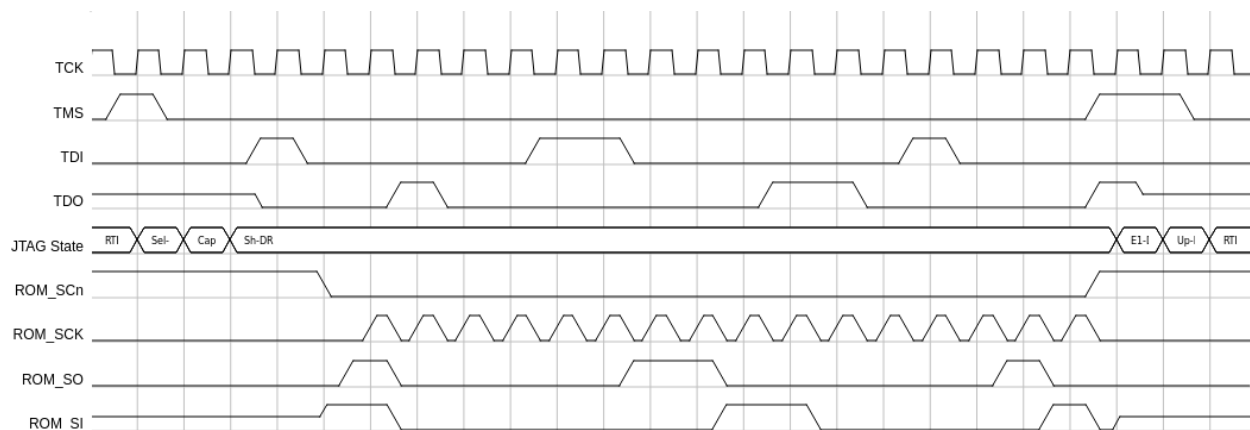 TCK
TMS
TDI
TDO
JTAG State
RTI
Sel-
Cap
Sh-DR
E1-I
Up-I
RTI
ROM_SCn
ROM_SCK
ROM_SO
ROM_SI